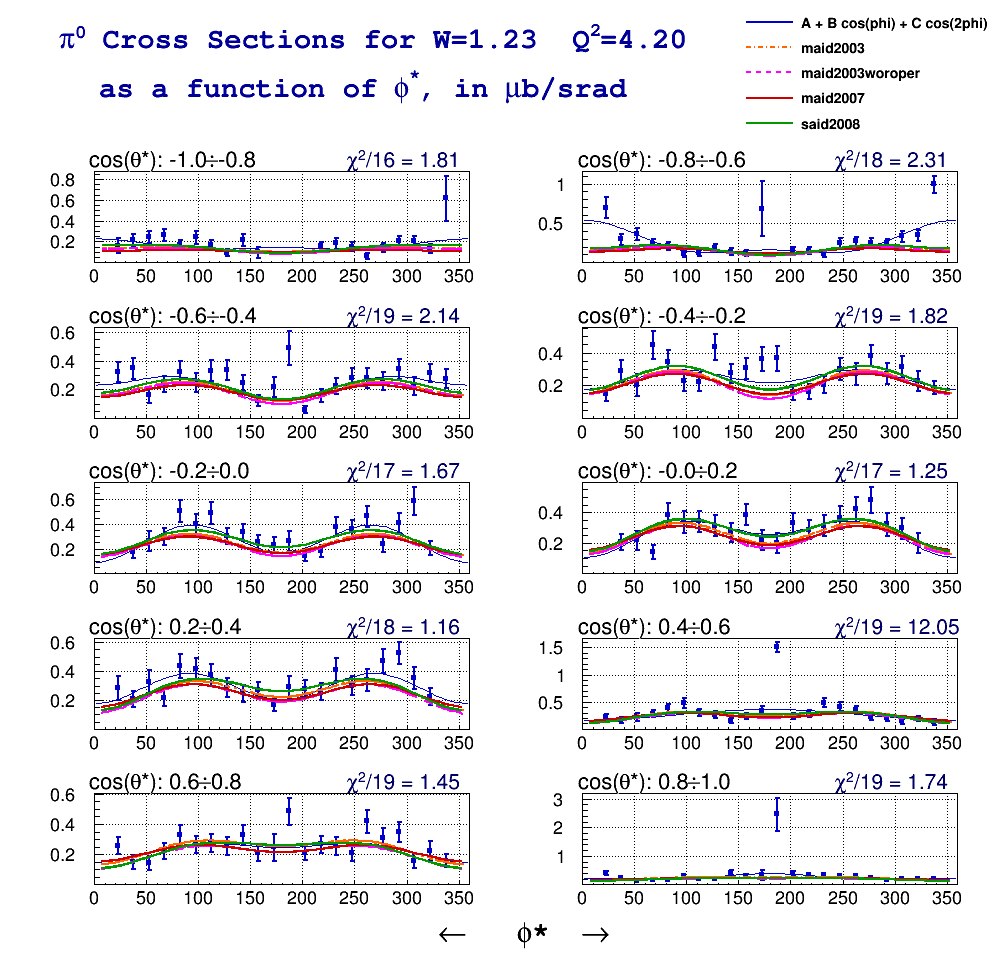 π⁰ Cross Sections for W=1.23 Q²=4.20
as a function of ϕ*, in μb/srad
A + B cos(phi) + C cos(2phi)
maid2003
maid2003woroper
maid2007
said2008
cos(θ*): -1.0÷-0.8 χ²/16 = 1.81
0.8
0.6
0.4
0.2
0 50 100 150 200 250 300 350
cos(θ*): -0.8÷-0.6 χ²/18 = 2.31
1
0.5
0 50 100 150 200 250 300 350
cos(θ*): -0.6÷-0.4 χ²/19 = 2.14
0.6
0.4
0.2
0 50 100 150 200 250 300 350
cos(θ*): -0.4÷-0.2 χ²/19 = 1.82
0.4
0.2
0 50 100 150 200 250 300 350
cos(θ*): -0.2÷0.0 χ²/17 = 1.67
0.6
0.4
0.2
0 50 100 150 200 250 300 350
cos(θ*): -0.0÷0.2 χ²/17 = 1.25
0.4
0.2
0 50 100 150 200 250 300 350
cos(θ*): 0.2÷0.4 χ²/18 = 1.16
0.6
0.4
0.2
0 50 100 150 200 250 300 350
cos(θ*): 0.4÷0.6 χ²/19 = 12.05
1.5
1
0.5
0 50 100 150 200 250 300 350
cos(θ*): 0.6÷0.8 χ²/19 = 1.45
0.6
0.4
0.2
0 50 100 150 200 250 300 350
cos(θ*): 0.8÷1.0 χ²/19 = 1.74
3
2
1
0 50 100 150 200 250 300 350
← ϕ* →